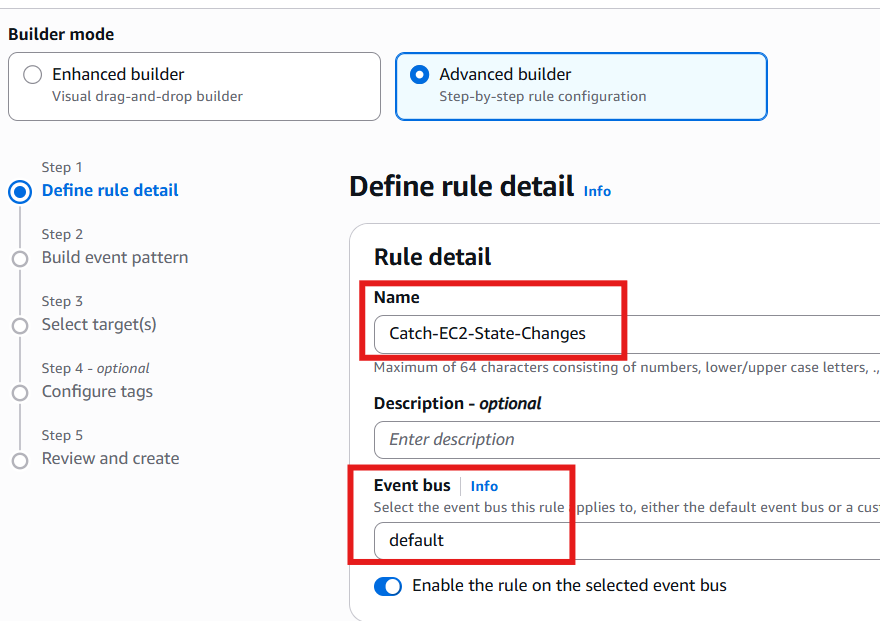 Builder mode
Enhanced builder
Visual drag-and-drop builder
Advanced builder
Step-by-step rule configuration
Step 1
Define rule detail
Step 2
Build event pattern
Step 3
Select target(s)
Step 4 - optional
Configure tags
Step 5
Review and create
Define rule detail Info
Rule detail
Name
Catch-EC2-State-Changes
Maximum of 64 characters consisting of numbers, lower/upper case letters, .,
Description - optional
Enter description
Event bus Info
Select the event bus this rule applies to, either the default event bus or a
default
Enable the rule on the selected event bus